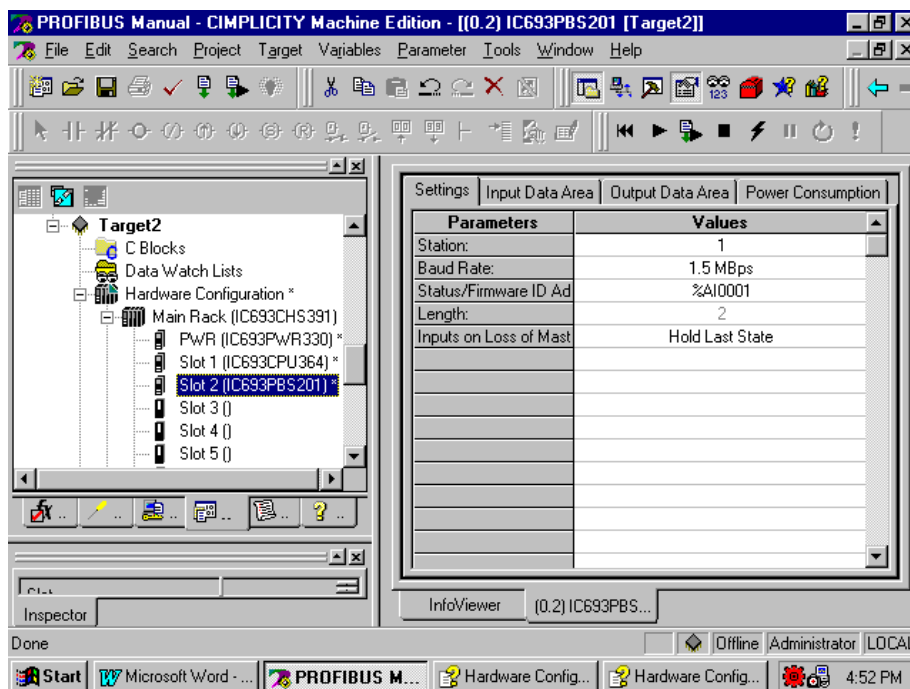 PROFIBUS Manual - CIMPLICITY Machine Edition - [(0.2) IC693PBS201 [Target2]]
File Edit Search Project Target Variables Parameter Tools Window Help
123
Target2
C Blocks
Data Watch Lists
Hardware Configuration *
Main Rack (IC693CHS391)
PWR (IC693PWR330) *
Slot 1 (IC693CPU364) *
Slot 2 (IC693PBS201) *
Slot 3 ()
Slot 4 ()
Slot 5 ()
Inspector
Settings Input Data Area Output Data Area Power Consumption
Parameters Values
Station: 1
Baud Rate: 1.5 MBps
Status/Firmware ID Ad %AI0001
Length: 2
Inputs on Loss of Mast Hold Last State
InfoViewer (0.2) IC693PBS...
Done Offline Administrator LOCAL
Start Microsoft Word - ... PROFIBUS M... Hardware Config... Hardware Config... 4:52 PM